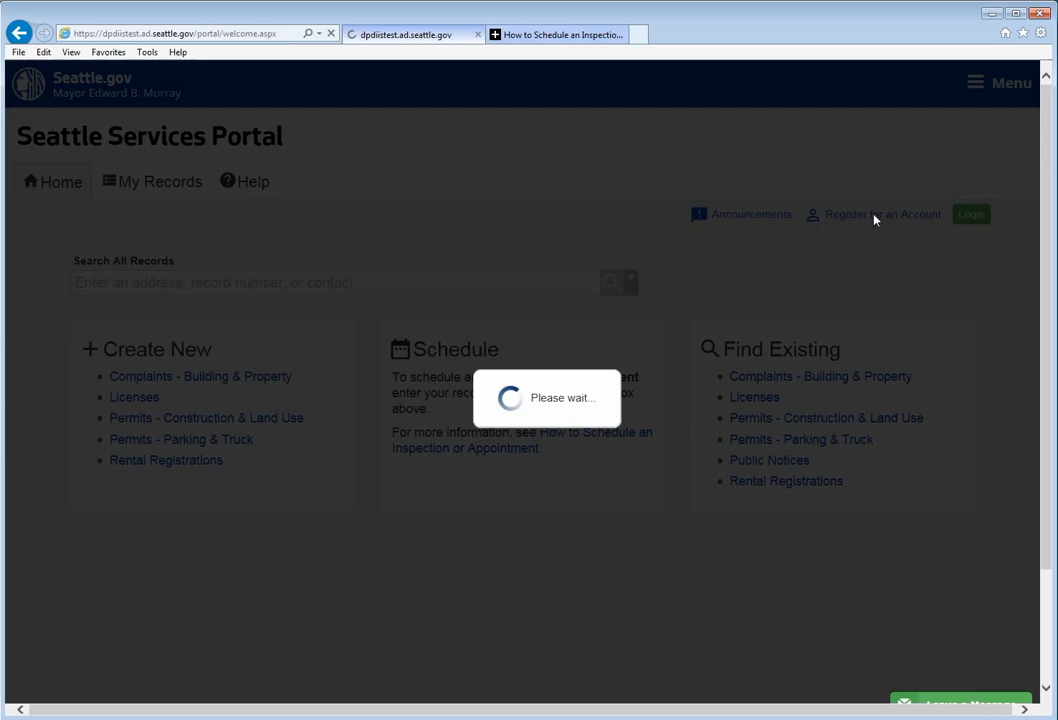 https://dpdiistest.ad.seattle.gov/portal/welcome.aspx
dpdiistest.ad.seattle.gov
How to Schedule an Inspectio...
File Edit View Favorites Tools Help
Seattle.gov
Mayor Edward B. Murray
Menu
Seattle Services Portal
Home
My Records
Help
Announcements
Register for an Account
Login
Search All Records
Enter an address, record number, or contact
Create New
Complaints - Building & Property
Licenses
Permits - Construction & Land Use
Permits - Parking & Truck
Rental Registrations
Schedule
To schedule a
enter your
above.
For more information, see How to Schedule an
Inspection or Appointment.
Please wait...
Find Existing
Complaints - Building & Property
Licenses
Permits - Construction & Land Use
Permits - Parking & Truck
Public Notices
Rental Registrations